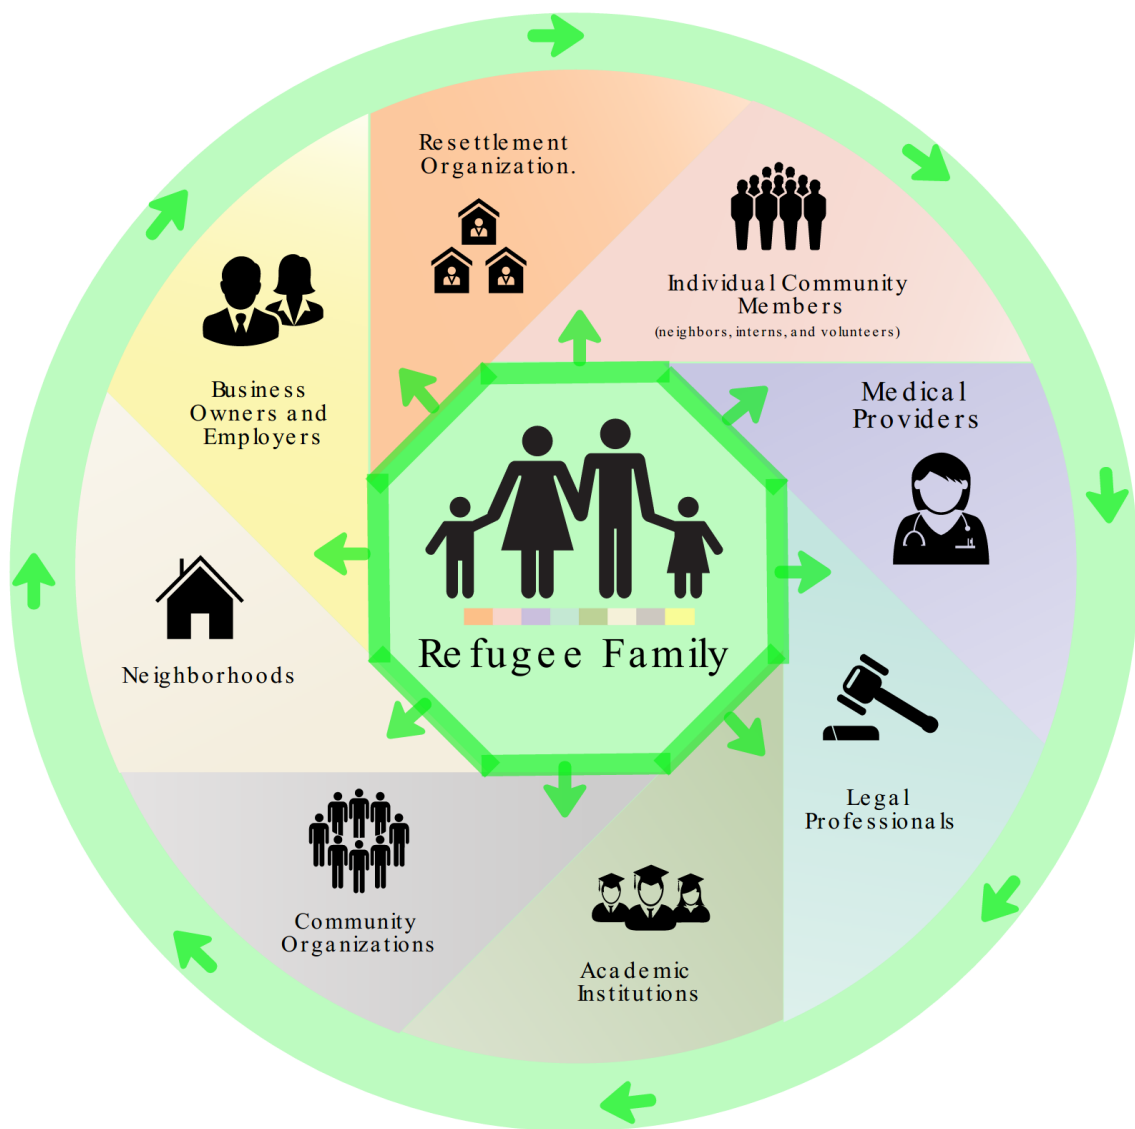 Resettlement
Organization.
Individual Community
Members
(neighbors, interns, and volunteers)
Medical
Providers
Legal
Professionals
Academic
Institutions
Community
Organizations
Neighborhoods
Business
Owners and
Employers
Refugee Family